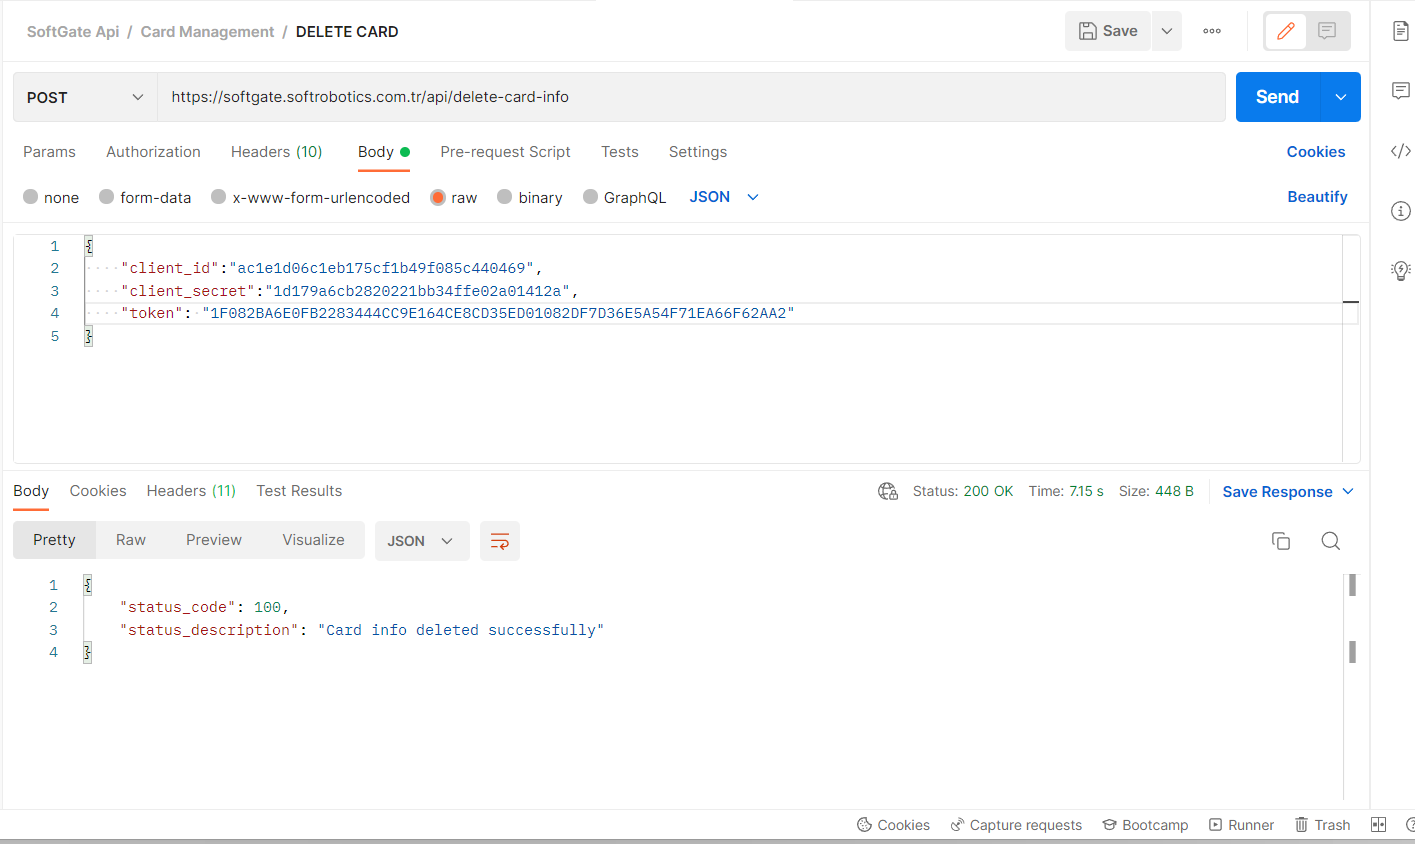 SoftGate Api / Card Management / DELETE CARD
Save
POST
https://softgate.softrobotics.com.tr/api/delete-card-info
Send
Params Authorization Headers (10) Body Pre-request Script Tests Settings Cookies
none form-data x-www-form-urlencoded raw binary GraphQL JSON Beautify
1 {
2 "client_id":"ac1e1d06c1eb175cf1b49f085c440469",
3 "client_secret":"1d179a6cb2820221bb34ffe02a01412a",
4 "token": "1F082BA6E0FB2283444CC9E164CE8CD35ED01082DF7D36E5A54F71EA66F62AA2"
5 }
Body Cookies Headers (11) Test Results Status: 200 OK Time: 7.15 s Size: 448 B Save Response
Pretty Raw Preview Visualize JSON
1 {
2 "status_code": 100,
3 "status_description": "Card info deleted successfully"
4 }
Cookies Capture requests Bootcamp Runner Trash